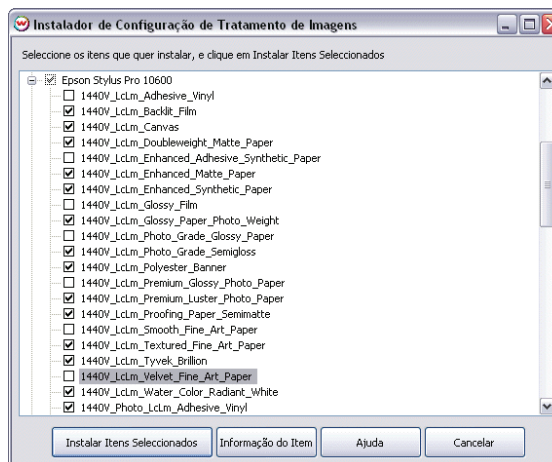 Instalador de Configuração de Tratamento de Imagens
Seleccione os itens que quer instalar, e clique em Instalar Itens Seleccionados
Epson Stylus Pro 10600
1440V_LcLm_Adhesive_Vinyl
1440V_LcLm_Backlit_Film
1440V_LcLm_Canvas
1440V_LcLm_Doubleweight_Matte_Paper
1440V_LcLm_Enhanced_Adhesive_Synthetic_Paper
1440V_LcLm_Enhanced_Matte_Paper
1440V_LcLm_Enhanced_Synthetic_Paper
1440V_LcLm_Glossy_Film
1440V_LcLm_Glossy_Paper_Photo_Weight
1440V_LcLm_Photo_Grade_Glossy_Paper
1440V_LcLm_Photo_Grade_Semigloss
1440V_LcLm_Polyester_Banner
1440V_LcLm_Premium_Glossy_Photo_Paper
1440V_LcLm_Premium_Luster_Photo_Paper
1440V_LcLm_Proofing_Paper_Semimatte
1440V_LcLm_Smooth_Fine_Art_Paper
1440V_LcLm_Textured_Fine_Art_Paper
1440V_LcLm_Tyvek_Brillion
1440V_LcLm_Velvet_Fine_Art_Paper
1440V_LcLm_Water_Color_Radiant_White
1440V_Photo_LcLm_Adhesive_Vinyl
Instalar Itens Seleccionados
Informação do Item
Ajuda
Cancelar